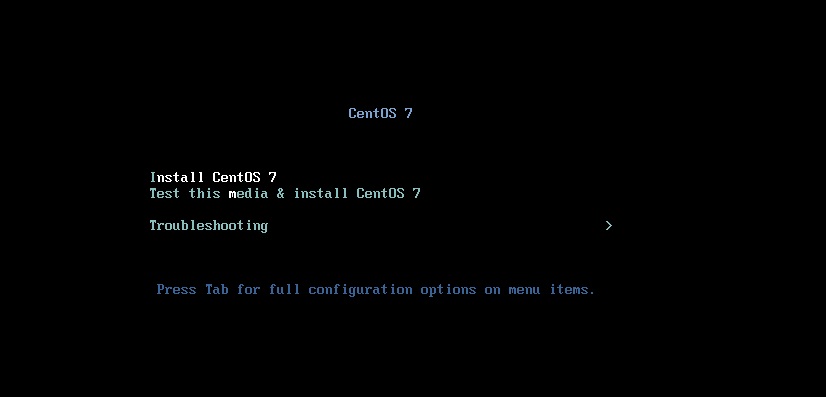 CentOS 7
Install CentOS 7
Test this media & install CentOS 7
Troubleshooting >
Press Tab for full configuration options on menu items.